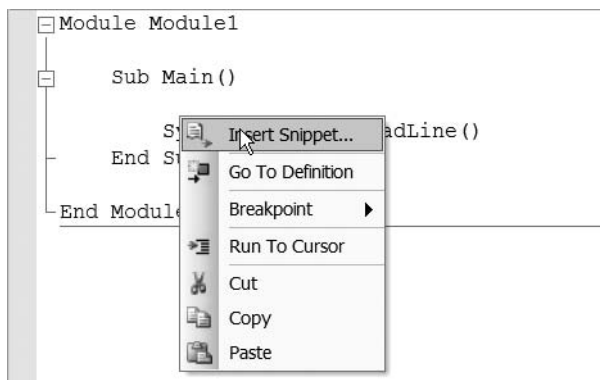 Module Module1
Sub Main()
Sy adLine()
End Su
End Module
Insert Snippet...
Go To Definition
Breakpoint
Run To Cursor
Cut
Copy
Paste